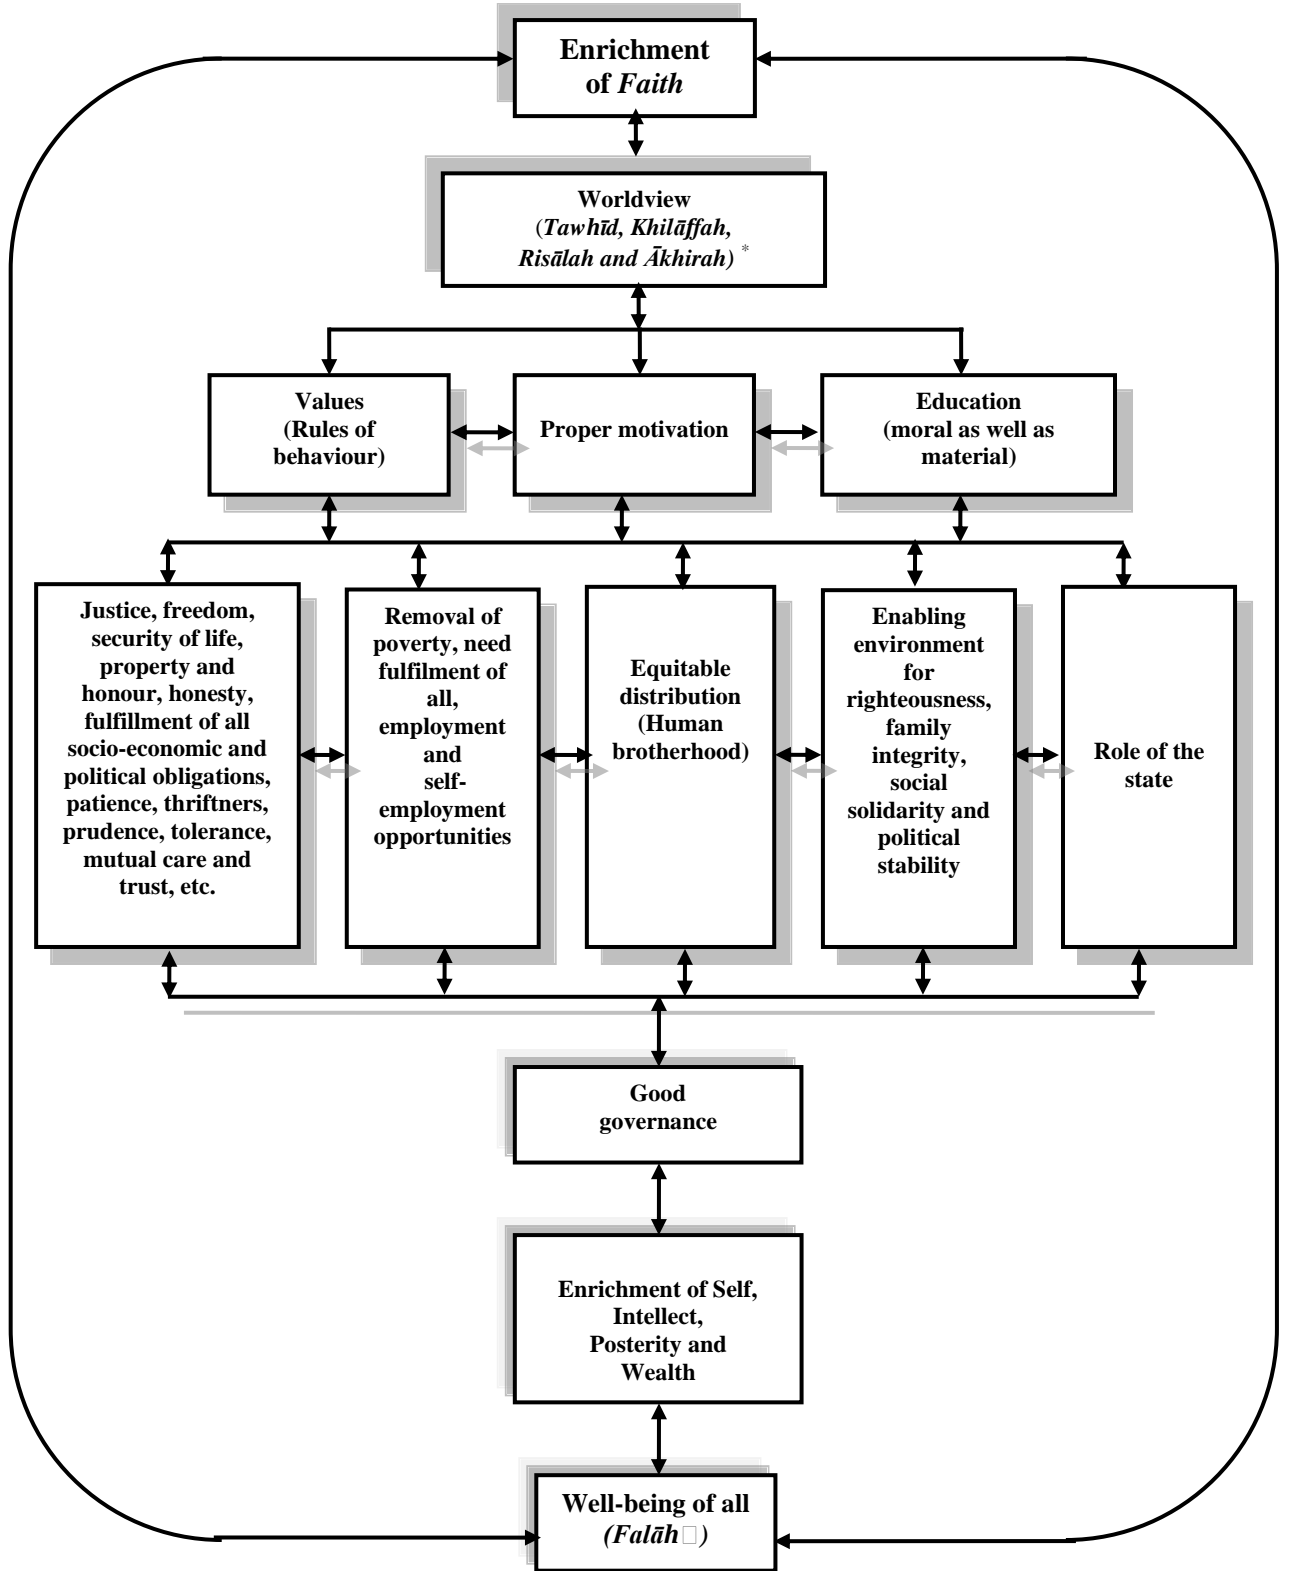 Enrichment
of Faith
Worldview
(Tawhīd, Khilāffah,
Risālah and Ākhirah) *
Values
(Rules of
behaviour)
Proper motivation
Education
(moral as well as
material)
Justice, freedom,
security of life,
property and
honour, honesty,
fulfillment of all
socio-economic and
political obligations,
patience, thriftners,
prudence, tolerance,
mutual care and
trust, etc.
Removal of
poverty, need
fulfilment of
all,
employment
and
self-
employment
opportunities
Equitable
distribution
(Human
brotherhood)
Enabling
environment
for
righteousness,
family
integrity,
social
solidarity and
political
stability
Role of the
state
Good
governance
Enrichment of Self,
Intellect,
Posterity and
Wealth
Well-being of all
(Falāh□)